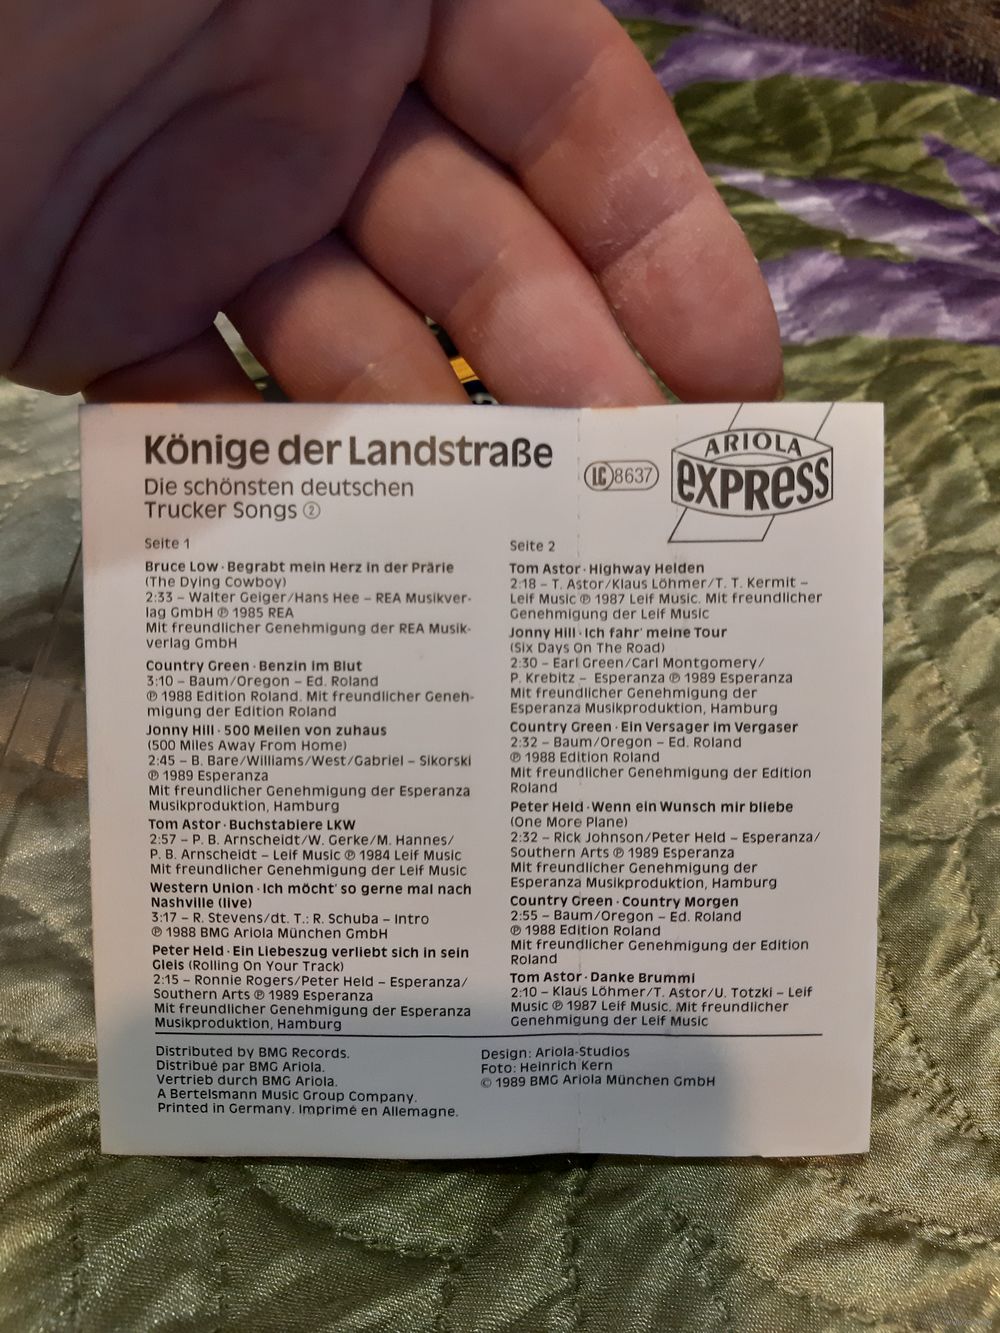 Könige der Landstraße
Die schönsten deutschen
Trucker Songs ②
LC 8637
ARIOLA
EXPRESS
Seite 1
Bruce Low · Begrabt mein Herz in der Prärie
(The Dying Cowboy)
2:33 – Walter Geiger/Hans Hee – REA Musikver-
lag GmbH ℗ 1985 REA
Mit freundlicher Genehmigung der REA Musik-
verlag GmbH
Country Green · Benzin im Blut
3:10 – Baum/Oregon – Ed. Roland
℗ 1988 Edition Roland. Mit freundlicher Geneh-
migung der Edition Roland
Jonny Hill · 500 Meilen von zuhaus
(500 Miles Away From Home)
2:45 – B. Bare/Williams/West/Gabriel – Sikorski
℗ 1989 Esperanza
Mit freundlicher Genehmigung der Esperanza
Musikproduktion, Hamburg
Tom Astor · Buchstabiere LKW
2:57 – P. B. Arnscheidt/W. Gerke/M. Hannes/
P. B. Arnscheidt – Leif Music ℗ 1984 Leif Music
Mit freundlicher Genehmigung der Leif Music
Western Union · Ich möcht' so gerne mal nach
Nashville (live)
3:17 – R. Stevens/dt. T.: R. Schuba – Intro
℗ 1988 BMG Ariola München GmbH
Peter Held · Ein Liebeszug verliebt sich in sein
Gleis (Rolling On Your Track)
2:15 – Ronnie Rogers/Peter Held – Esperanza/
Southern Arts ℗ 1989 Esperanza
Mit freundlicher Genehmigung der Esperanza
Musikproduktion, Hamburg
Seite 2
Tom Astor · Highway Helden
2:18 – T. Astor/Klaus Löhmer/T. T. Kermit –
Leif Music ℗ 1987 Leif Music. Mit freundlicher
Genehmigung der Leif Music
Jonny Hill · Ich fahr' meine Tour
(Six Days On The Road)
2:30 – Earl Green/Carl Montgomery/
P. Krebitz – Esperanza ℗ 1989 Esperanza
Mit freundlicher Genehmigung der
Esperanza Musikproduktion, Hamburg
Country Green · Ein Versager im Vergaser
2:32 – Baum/Oregon – Ed. Roland
℗ 1988 Edition Roland
Mit freundlicher Genehmigung der Edition
Roland
Peter Held · Wenn ein Wunsch mir bliebe
(One More Plane)
2:32 – Rick Johnson/Peter Held – Esperanza/
Southern Arts ℗ 1989 Esperanza
Mit freundlicher Genehmigung der
Esperanza Musikproduktion, Hamburg
Country Green · Country Morgen
2:55 – Baum/Oregon – Ed. Roland
℗ 1988 Edition Roland
Mit freundlicher Genehmigung der Edition
Roland
Tom Astor · Danke Brummi
2:10 – Klaus Löhmer/T. Astor/U. Totzki – Leif
Music ℗ 1987 Leif Music. Mit freundlicher
Genehmigung der Leif Music
Distributed by BMG Records.
Distribué par BMG Ariola.
Vertrieb durch BMG Ariola.
A Bertelsmann Music Group Company.
Printed in Germany. Imprimé en Allemagne.
Design: Ariola-Studios
Foto: Heinrich Kern
© 1989 BMG Ariola München GmbH